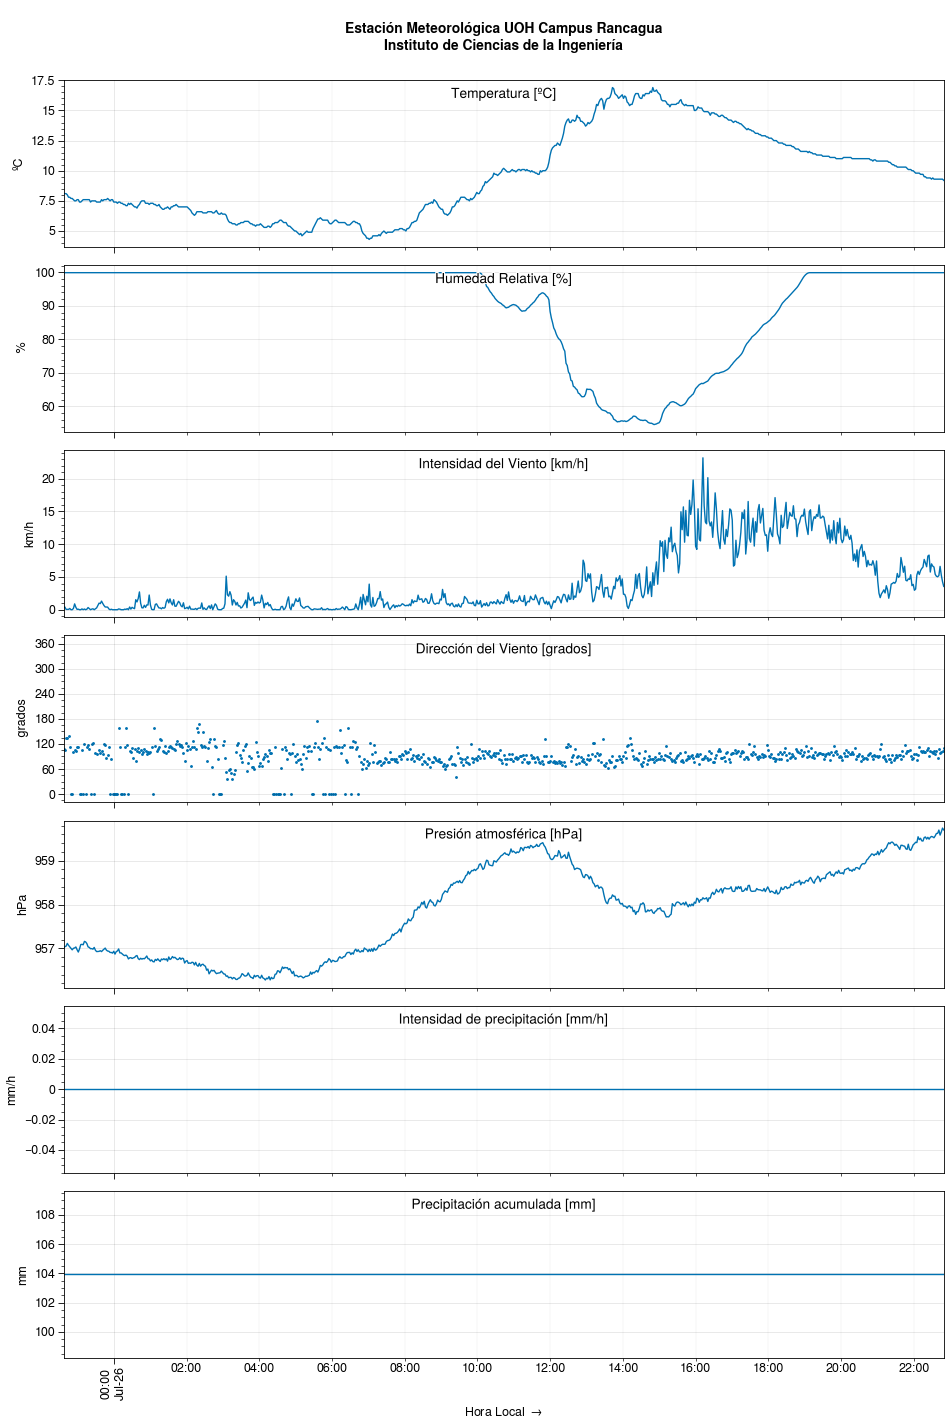 Estación Meteorológica UOH Campus Rancagua
Instituto de Ciencias de la Ingeniería
Temperatura [ºC]
ºC
17.5
15
12.5
10
7.5
5
Humedad Relativa [%]
%
100
90
80
70
60
Intensidad del Viento [km/h]
km/h
20
15
10
5
0
Dirección del Viento [grados]
grados
360
300
240
180
120
60
0
Presión atmosférica [hPa]
hPa
959
958
957
Intensidad de precipitación [mm/h]
mm/h
0.04
0.02
0
−0.02
−0.04
Precipitación acumulada [mm]
mm
108
106
104
102
100
00:00
Jul-26
02:00
04:00
06:00
08:00
10:00
12:00
14:00
16:00
18:00
20:00
22:00
Hora Local →